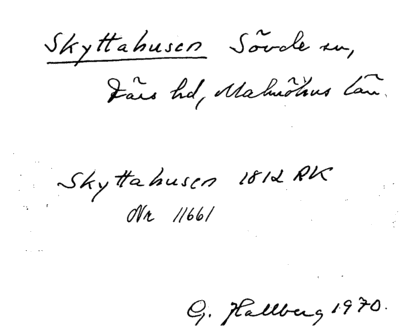 Skyttahusen Sövde sn,
Färs hd, Malmöhus län.
Skyttahusen 1812 RK
Nr 11661
G. Hallberg 1970.